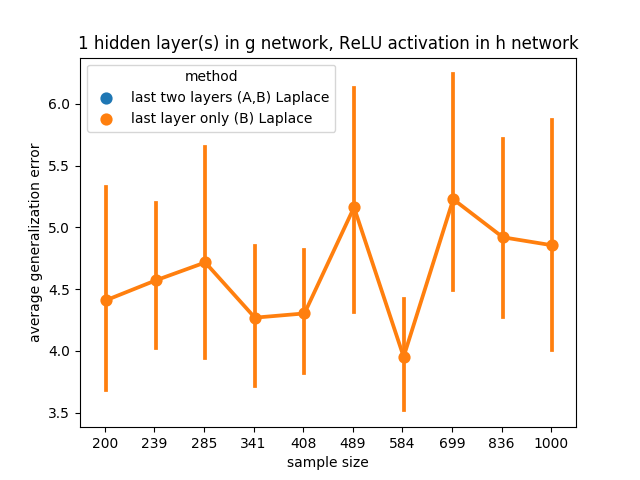 1 hidden layer(s) in g network, ReLU activation in h network
method
last two layers (A,B) Laplace
last layer only (B) Laplace
average generalization error
6.0
5.5
5.0
4.5
4.0
3.5
200 239 285 341 408 489 584 699 836 1000
sample size